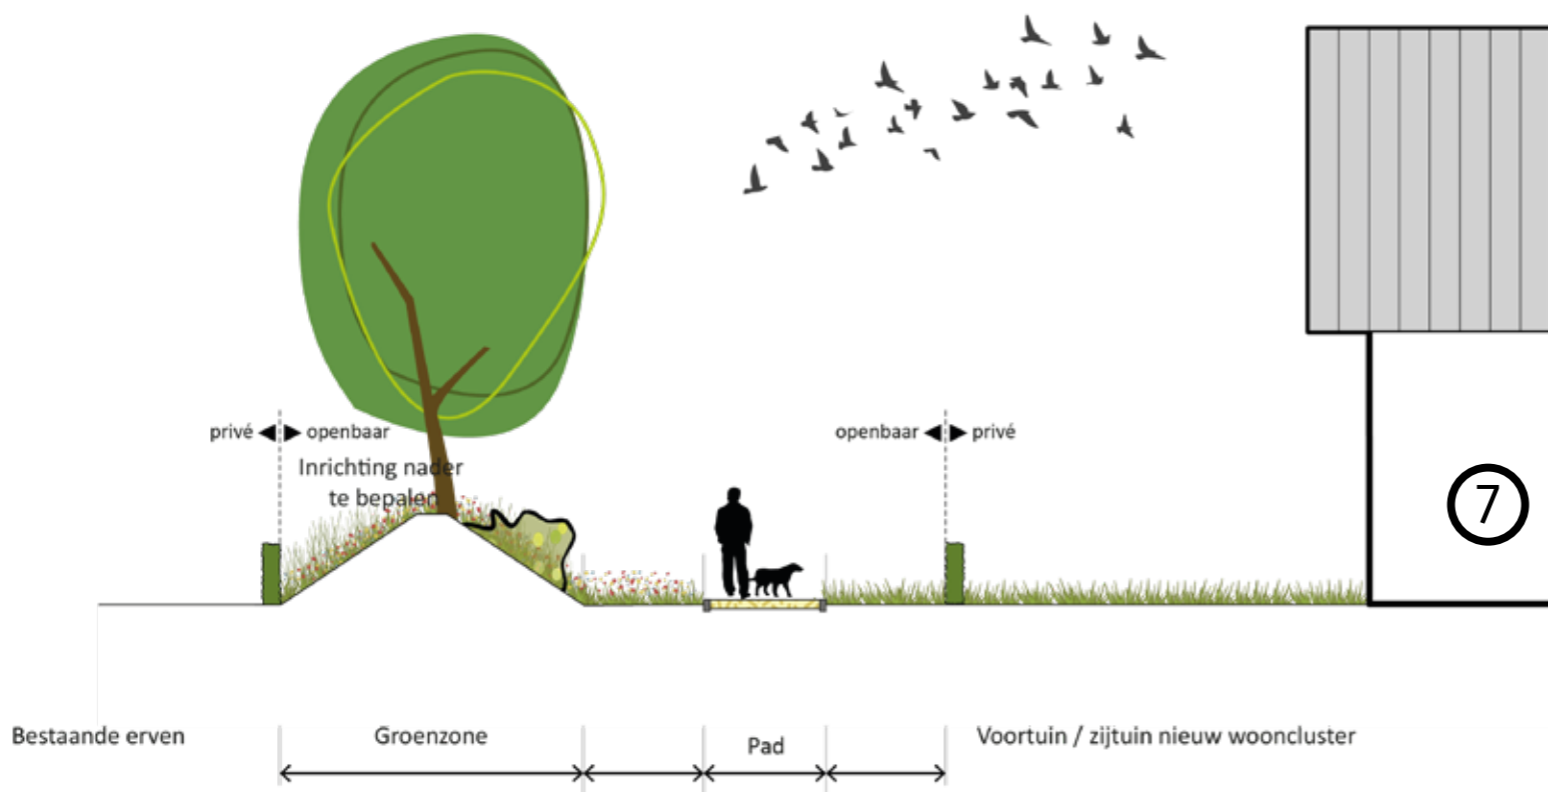 privé openbaar
Inrichting nader
te bepalen
openbaar privé
7
Bestaande erven
Groenzone
Pad
Voortuin / zijtuin nieuw wooncluster